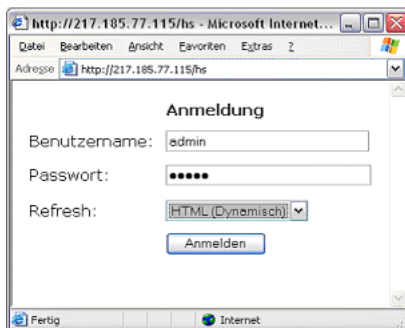 http://217.185.77.115/hs - Microsoft Internet...
Datei Bearbeiten Ansicht Favoriten Extras ?
Adresse http://217.185.77.115/hs
Anmeldung
Benutzername: admin
Passwort: •••••
Refresh: HTML (Dynamisch)
Anmelden
Fertig Internet